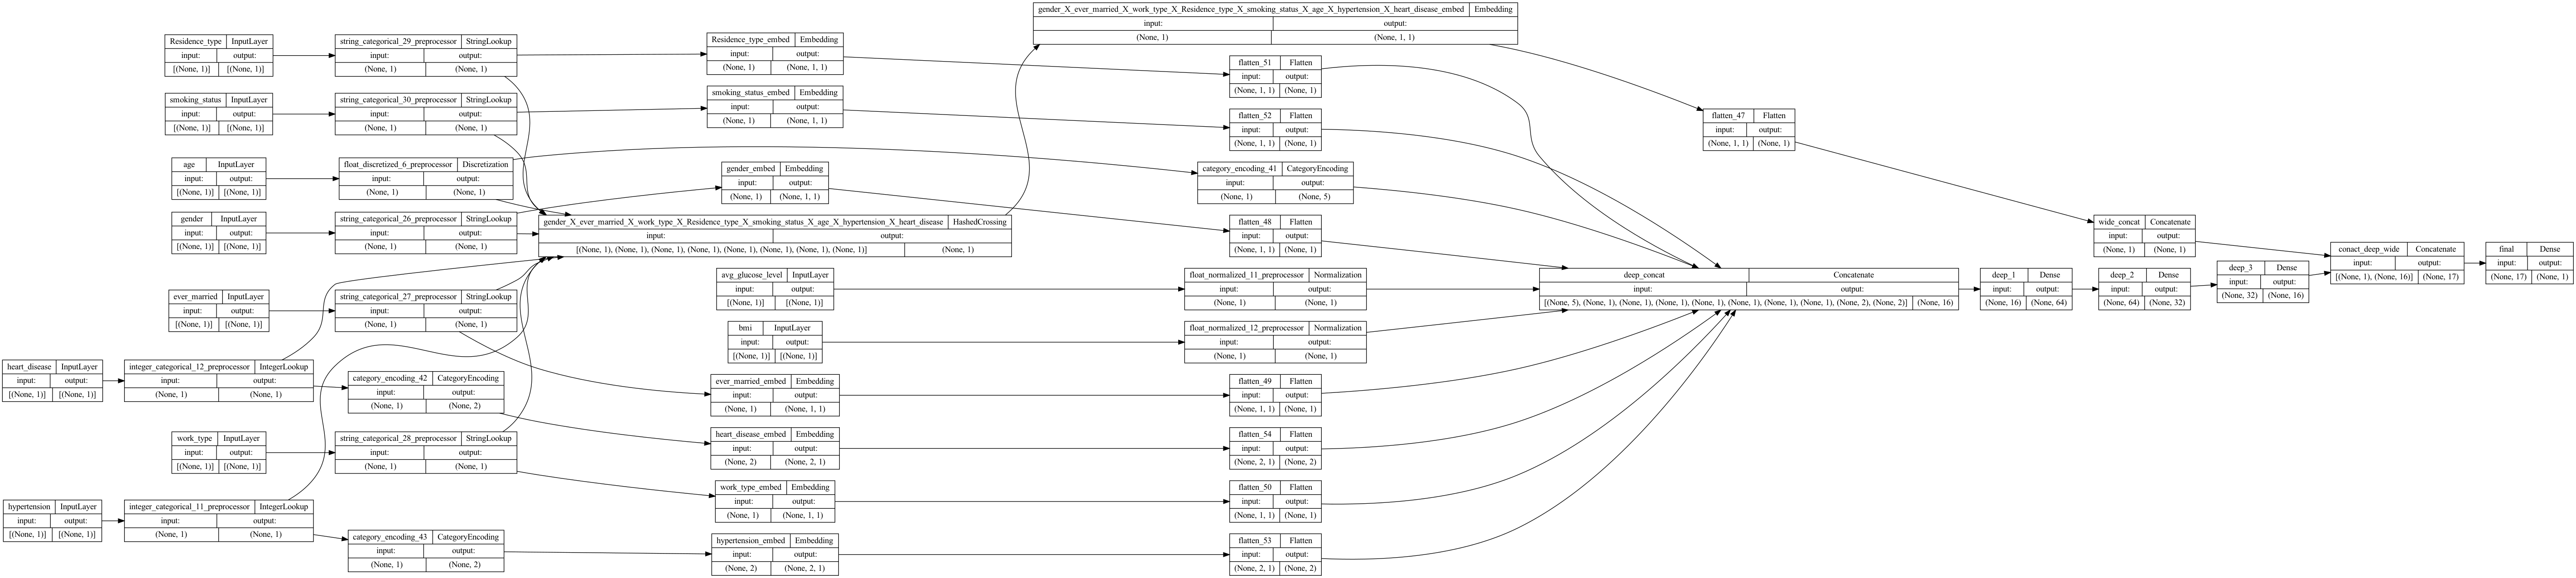 gender_X_ever_married_X_work_type_X_Residence_type_X_smoking_status_X_age_X_hypertension_X_heart_disease_embed Embedding
input: output:
(None, 1) (None, 1, 1)
Residence_type InputLayer
input: output:
[(None, 1)] [(None, 1)]
string_categorical_29_preprocessor StringLookup
input: output:
(None, 1) (None, 1)
Residence_type_embed Embedding
input: output:
(None, 1) (None, 1, 1)
flatten_51 Flatten
input: output:
(None, 1, 1) (None, 1)
smoking_status InputLayer
input: output:
[(None, 1)] [(None, 1)]
string_categorical_30_preprocessor StringLookup
input: output:
(None, 1) (None, 1)
smoking_status_embed Embedding
input: output:
(None, 1) (None, 1, 1)
flatten_52 Flatten
input: output:
(None, 1, 1) (None, 1)
flatten_47 Flatten
input: output:
(None, 1, 1) (None, 1)
age InputLayer
input: output:
[(None, 1)] [(None, 1)]
float_discretized_6_preprocessor Discretization
input: output:
(None, 1) (None, 1)
gender_embed Embedding
input: output:
(None, 1) (None, 1, 1)
category_encoding_41 CategoryEncoding
input: output:
(None, 1) (None, 5)
gender InputLayer
input: output:
[(None, 1)] [(None, 1)]
string_categorical_26_preprocessor StringLookup
input: output:
(None, 1) (None, 1)
gender_X_ever_married_X_work_type_X_Residence_type_X_smoking_status_X_age_X_hypertension_X_heart_disease HashedCrossing
input: output:
[(None, 1), (None, 1), (None, 1), (None, 1), (None, 1), (None, 1), (None, 1), (None, 1)] (None, 1)
flatten_48 Flatten
input: output:
(None, 1, 1) (None, 1)
wide_concat Concatenate
input: output:
(None, 1) (None, 1)
conact_deep_wide Concatenate
input: output:
[(None, 1), (None, 16)] (None, 17)
final Dense
input: output:
(None, 17) (None, 1)
ever_married InputLayer
input: output:
[(None, 1)] [(None, 1)]
string_categorical_27_preprocessor StringLookup
input: output:
(None, 1) (None, 1)
avg_glucose_level InputLayer
input: output:
[(None, 1)] [(None, 1)]
float_normalized_11_preprocessor Normalization
input: output:
(None, 1) (None, 1)
deep_concat Concatenate
input: output:
[(None, 5), (None, 1), (None, 1), (None, 1), (None, 1), (None, 1), (None, 1), (None, 1), (None, 2), (None, 2)] (None, 16)
deep_1 Dense
input: output:
(None, 16) (None, 64)
deep_2 Dense
input: output:
(None, 64) (None, 32)
deep_3 Dense
input: output:
(None, 32) (None, 16)
bmi InputLayer
input: output:
[(None, 1)] [(None, 1)]
float_normalized_12_preprocessor Normalization
input: output:
(None, 1) (None, 1)
heart_disease InputLayer
input: output:
[(None, 1)] [(None, 1)]
integer_categorical_12_preprocessor IntegerLookup
input: output:
(None, 1) (None, 1)
category_encoding_42 CategoryEncoding
input: output:
(None, 1) (None, 2)
ever_married_embed Embedding
input: output:
(None, 1) (None, 1, 1)
flatten_49 Flatten
input: output:
(None, 1, 1) (None, 1)
work_type InputLayer
input: output:
[(None, 1)] [(None, 1)]
string_categorical_28_preprocessor StringLookup
input: output:
(None, 1) (None, 1)
heart_disease_embed Embedding
input: output:
(None, 2) (None, 2, 1)
flatten_54 Flatten
input: output:
(None, 2, 1) (None, 2)
work_type_embed Embedding
input: output:
(None, 1) (None, 1, 1)
flatten_50 Flatten
input: output:
(None, 1, 1) (None, 1)
hypertension InputLayer
input: output:
[(None, 1)] [(None, 1)]
integer_categorical_11_preprocessor IntegerLookup
input: output:
(None, 1) (None, 1)
category_encoding_43 CategoryEncoding
input: output:
(None, 1) (None, 2)
hypertension_embed Embedding
input: output:
(None, 2) (None, 2, 1)
flatten_53 Flatten
input: output:
(None, 2, 1) (None, 2)